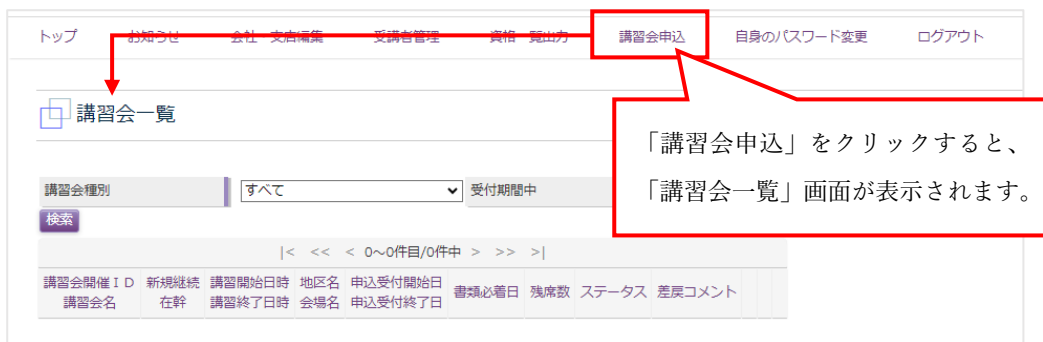 トップ お知らせ 会社・支店編集 受講者管理 資格一覧出力 講習会申込 自身のパスワード変更 ログアウト
講習会一覧
「講習会申込」をクリックすると、
「講習会一覧」画面が表示されます。
講習会種別 すべて 受付期間中
検索
|< << < 0～0件目/0件中 > >> >|
講習会開催ＩＤ 新規継続 講習開始日時 地区名 申込受付開始日 書類必着日 残席数 ステータス 差戻コメント
講習会名 在幹 講習終了日時 会場名 申込受付終了日